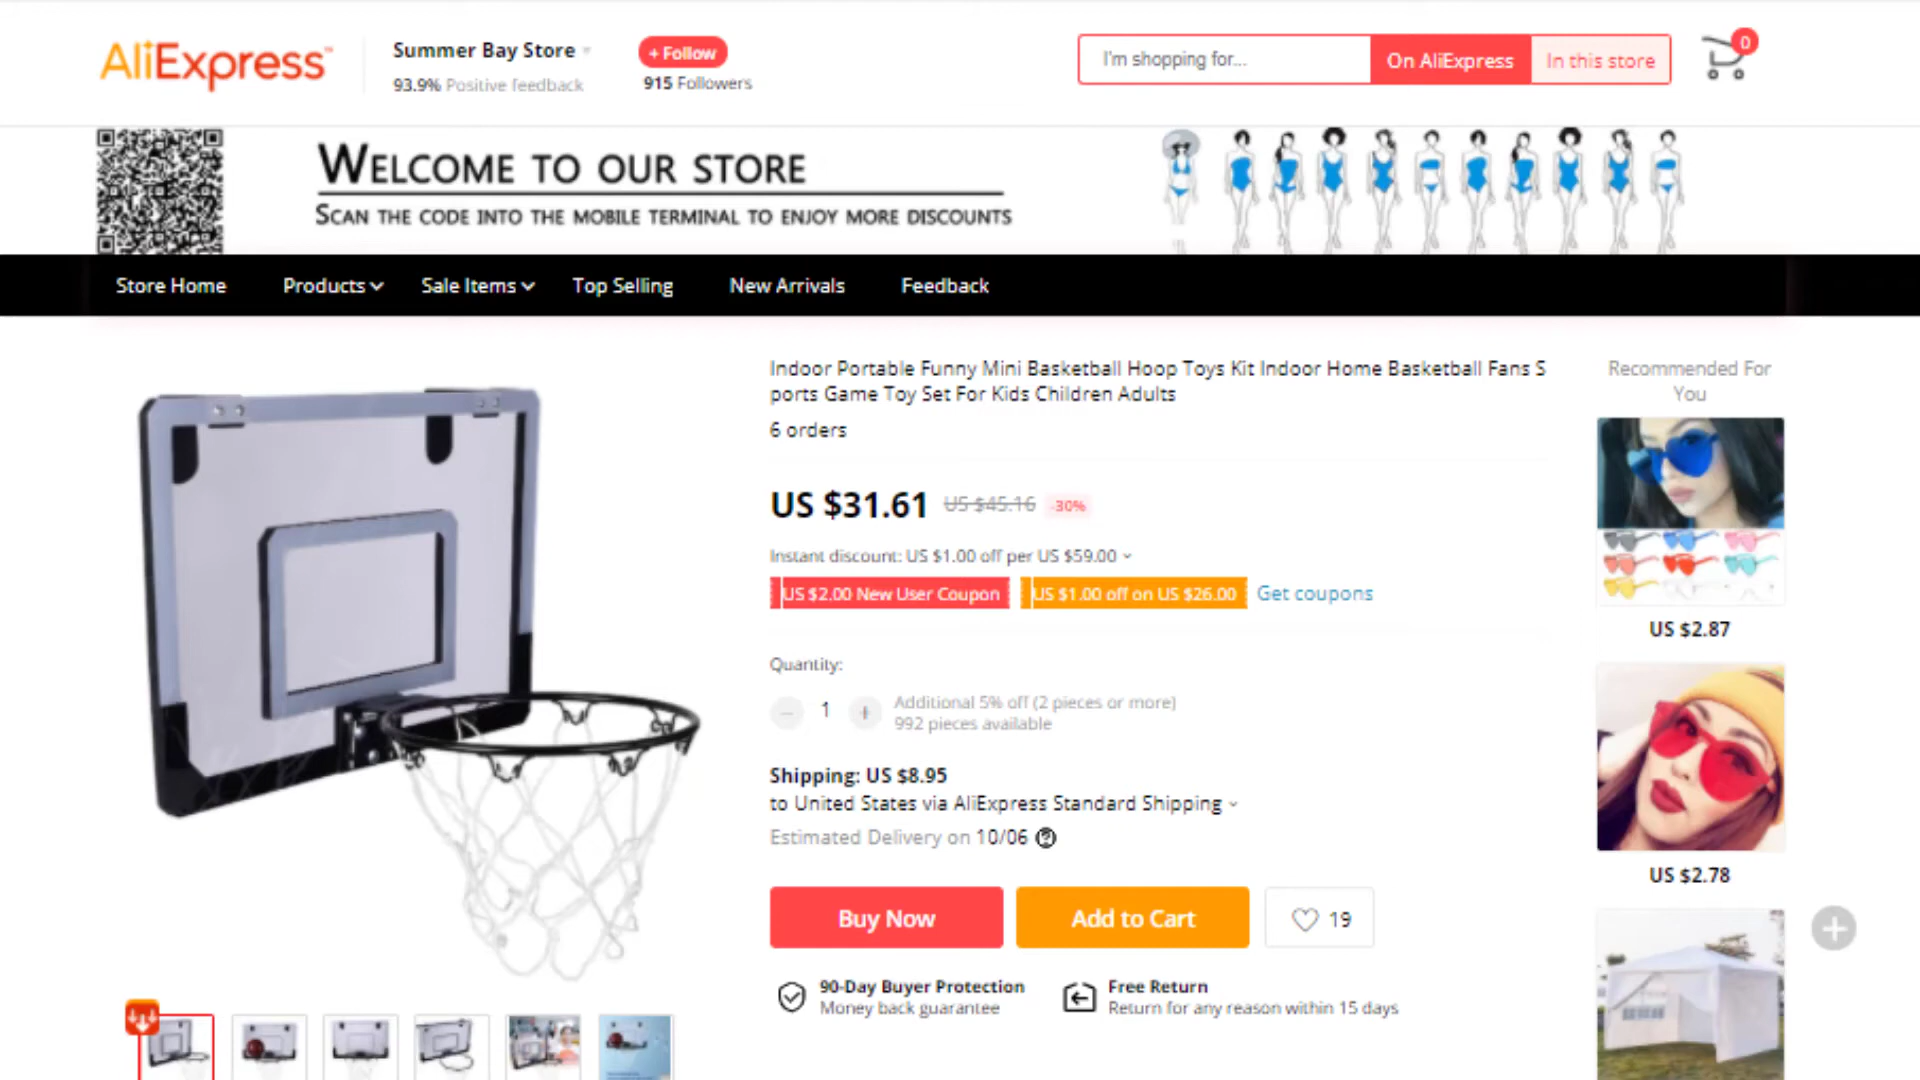 AliExpress™
Summer Bay Store
93.9% Positive feedback
+ Follow
915 Followers
I'm shopping for...
On AliExpress
In this store
0
WELCOME TO OUR STORE
SCAN THE CODE INTO THE MOBILE TERMINAL TO ENJOY MORE DISCOUNTS
Store Home
Products
Sale Items
Top Selling
New Arrivals
Feedback
Indoor Portable Funny Mini Basketball Hoop Toys Kit Indoor Home Basketball Fans S
ports Game Toy Set For Kids Children Adults
6 orders
US $31.61 US $45.16 -30%
Instant discount: US $1.00 off per US $59.00
US $2.00 New User Coupon
US $1.00 off on US $26.00
Get coupons
Quantity:
1
Additional 5% off (2 pieces or more)
992 pieces available
Shipping: US $8.95
to United States via AliExpress Standard Shipping
Estimated Delivery on 10/06
Buy Now
Add to Cart
19
90-Day Buyer Protection
Money back guarantee
Free Return
Return for any reason within 15 days
Recommended For
You
US $2.87
US $2.78